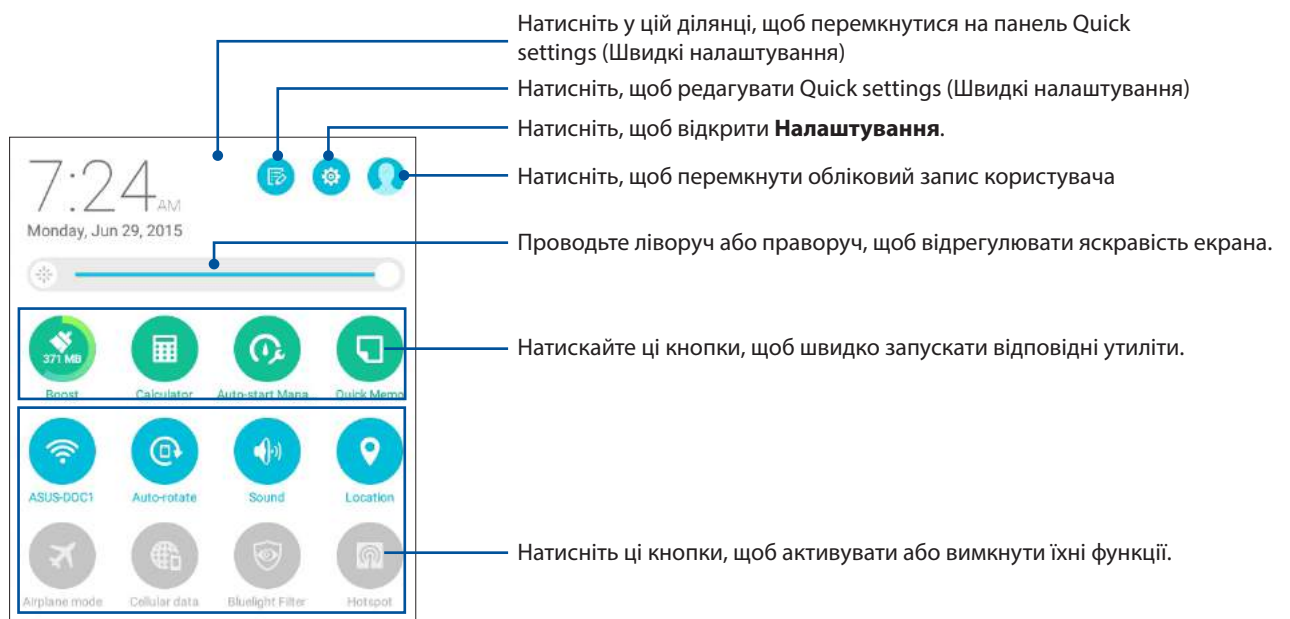 Натисніть у цій ділянці, щоб перемкнутися на панель Quick
settings (Швидкі налаштування)
Натисніть, щоб редагувати Quick settings (Швидкі налаштування)
Натисніть, щоб відкрити Налаштування.
Натисніть, щоб перемкнути обліковий запис користувача
Проводьте ліворуч або праворуч, щоб відрегулювати яскравість екрана.
Натискайте ці кнопки, щоб швидко запускати відповідні утиліти.
Натисніть ці кнопки, щоб активувати або вимкнути їхні функції.
7:24 AM
Monday, Jun 29, 2015
371 MB
Boost Calculator Auto-start Mana Quick Memo
ASUS-DOC1 Auto-rotate Sound Location
Airplane mode Cellular data Bluelight Filter Hotspot